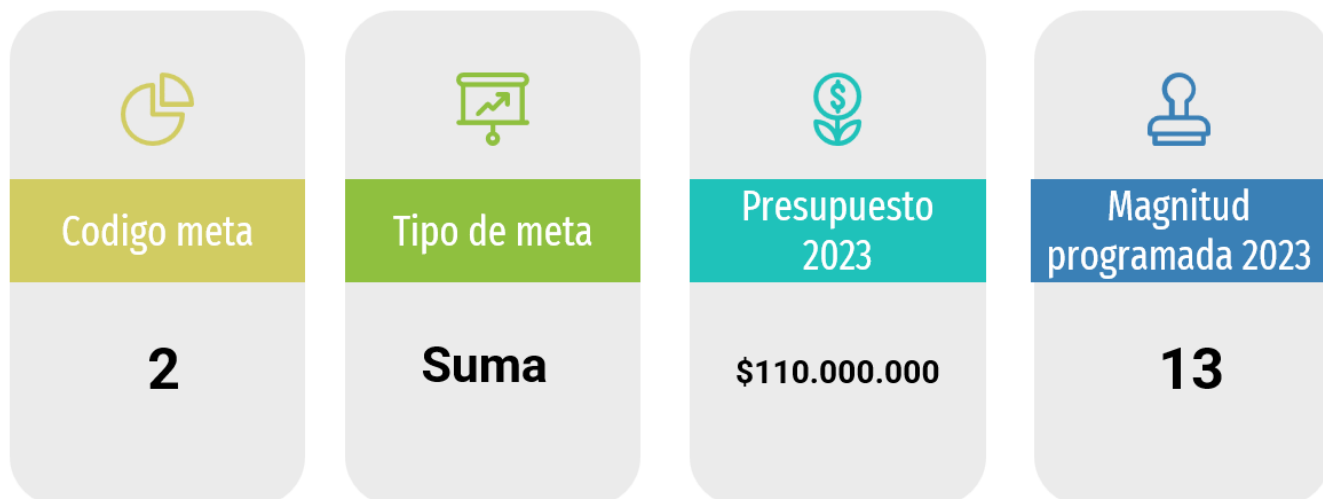 Codigo meta
2
Tipo de meta
Suma
Presupuesto
2023
$110.000.000
Magnitud
programada 2023
13